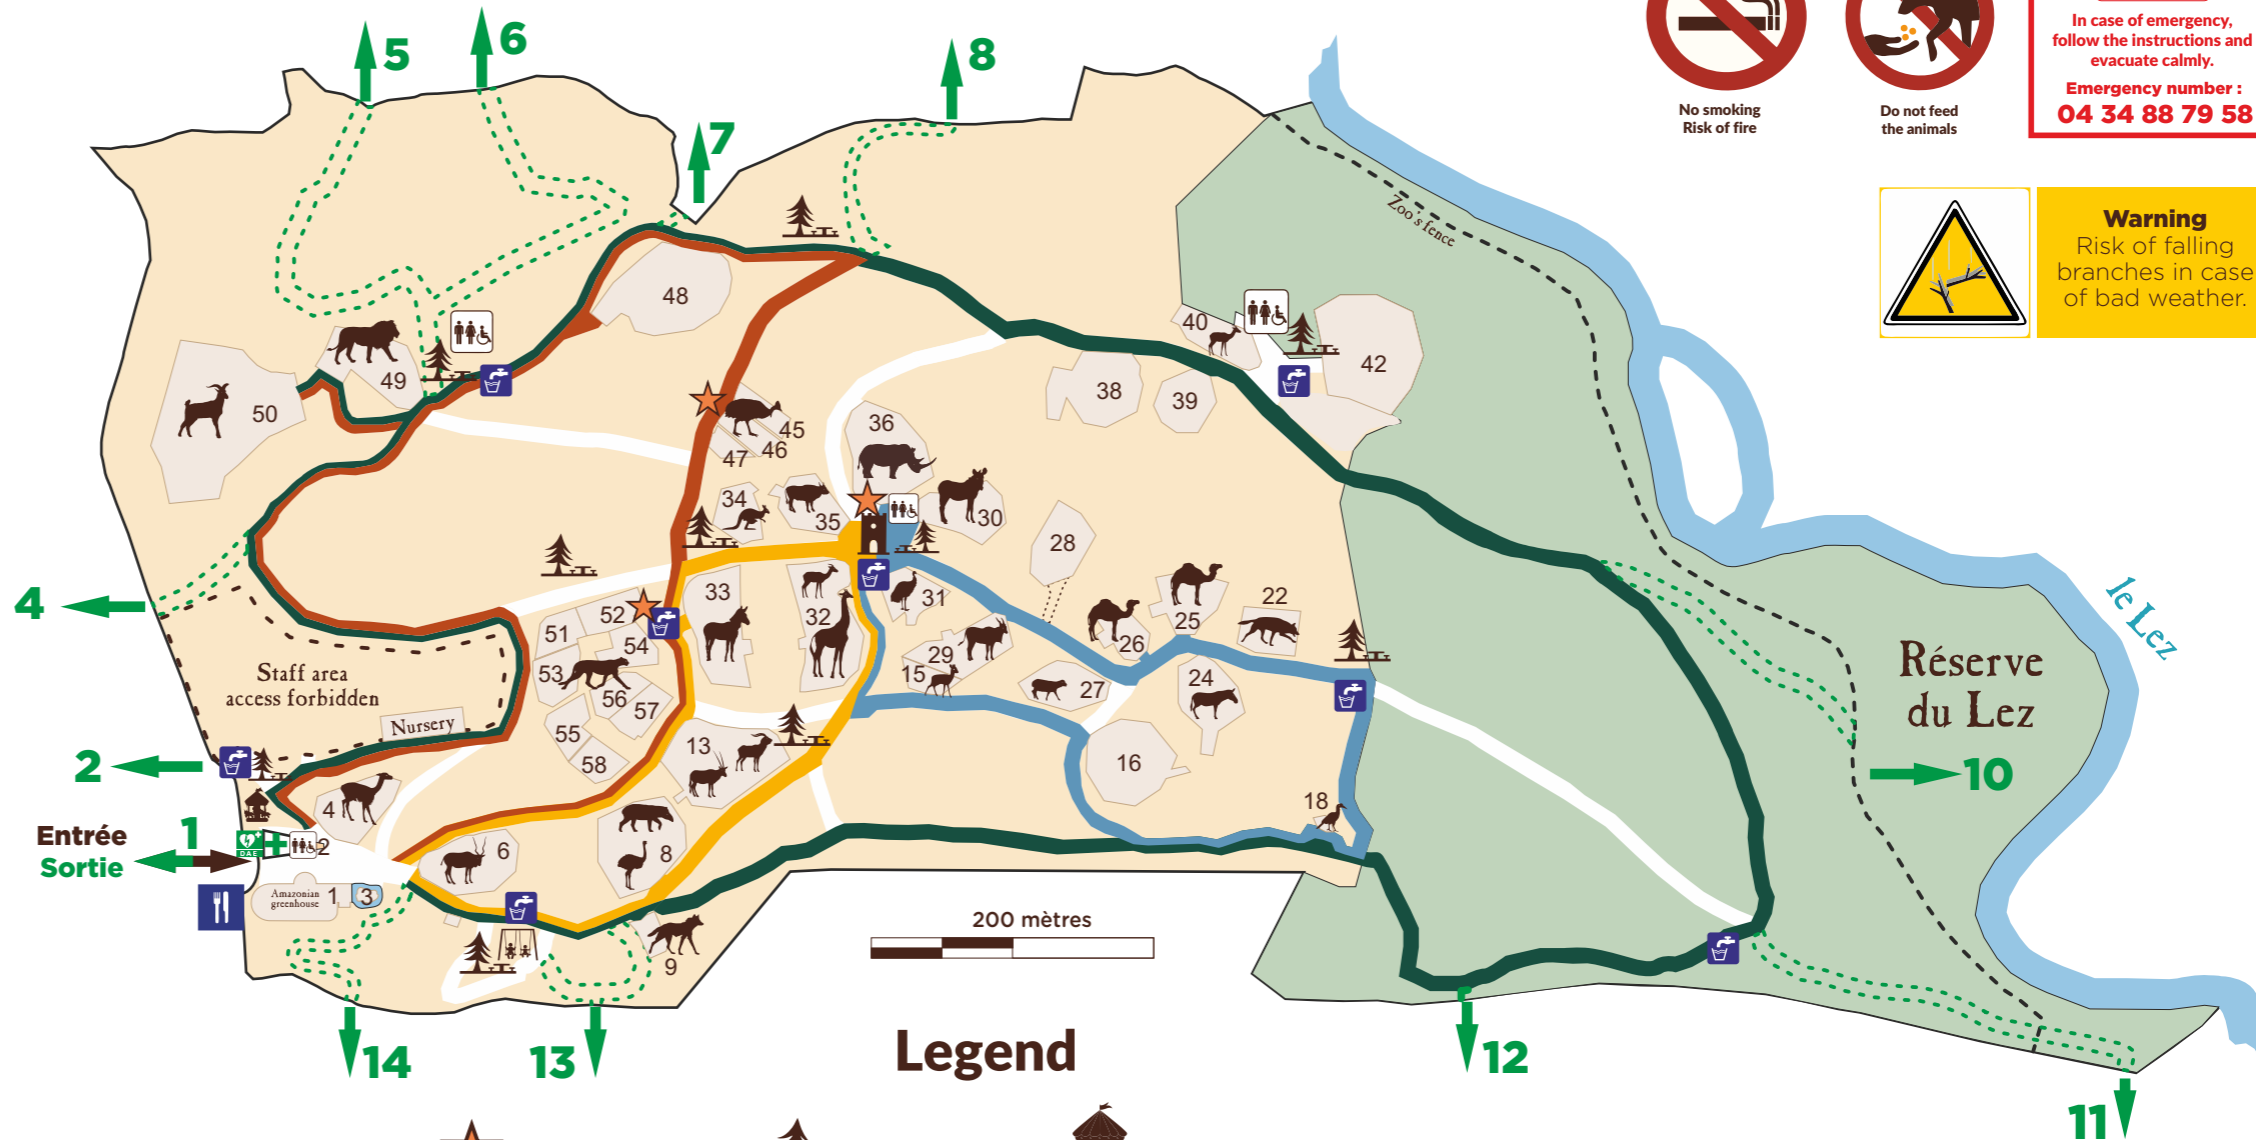 5
6
8
7
No smoking
Risk of fire
Do not feed
the animals
In case of emergency,
follow the instructions and
evacuate calmly.
Emergency number :
04 34 88 79 58
Warning
Risk of falling
branches in case
of bad weather.
Zoo's fence
48
40
42
49
50
38
39
45
46
47
36
34
35
30
28
4
52
51
54
53
56
57
55
58
33
32
31
29
15
26
25
22
27
24
16
18
13
le Lez
Réserve
du Lez
10
Staff area
access forbidden
Nursery
2
Entrée
1
Sortie
DAE
2
4
6
8
Amazonian
greenhouse
1
3
9
200 mètres
14
13
12
11
Legend